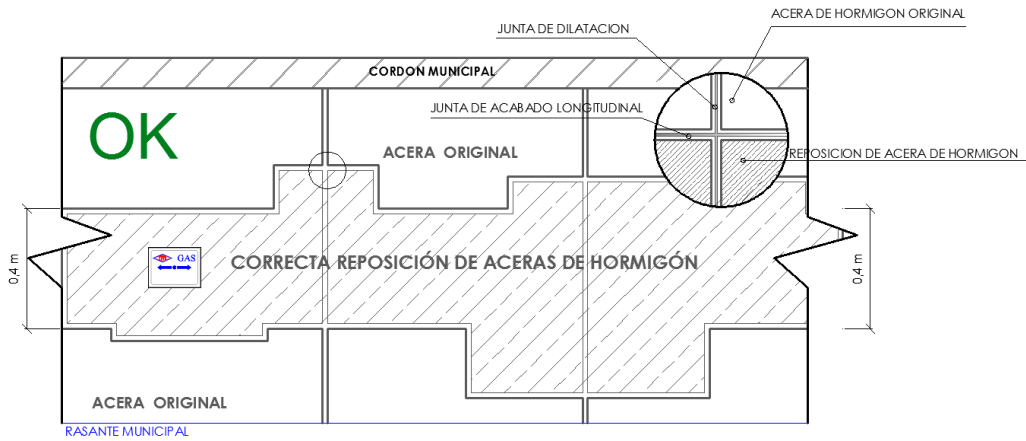 ACERA DE HORMIGON ORIGINAL
JUNTA DE DILATACION
CORDON MUNICIPAL
JUNTA DE ACABADO LONGITUDINAL
OK
ACERA ORIGINAL
REPOSICION DE ACERA DE HORMIGON
0,4 m
GAS
CORRECTA REPOSICIÓN DE ACERAS DE HORMIGÓN
0,4 m
ACERA ORIGINAL
RASANTE MUNICIPAL